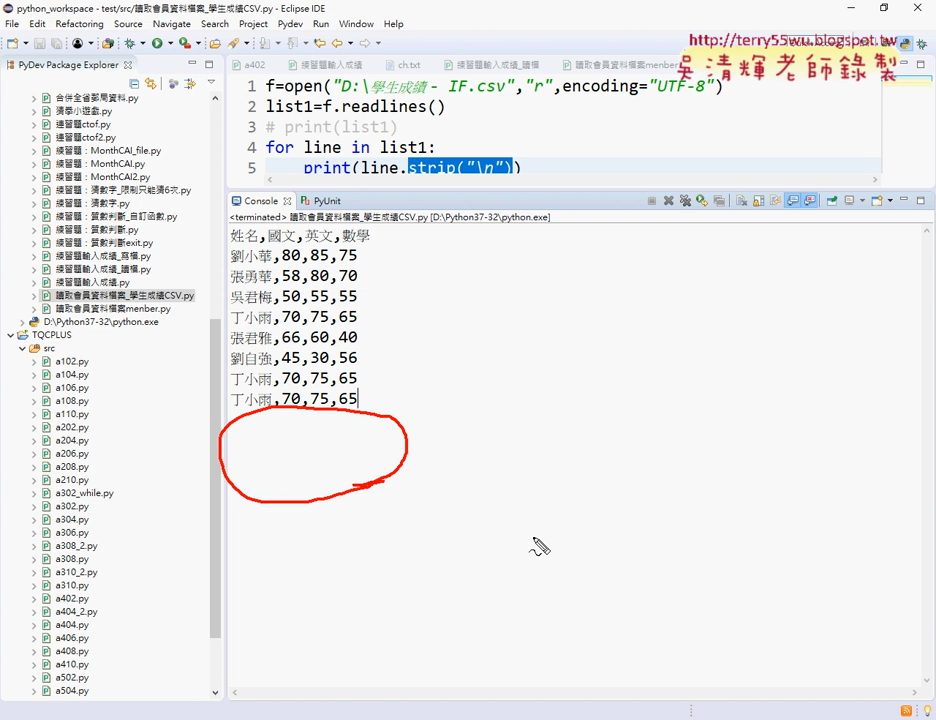 python_workspace - test/src/讀取會員資料檔案_學生成績CSV.py - Eclipse IDE
File Edit Refactoring Source Navigate Search Project Pydev Run Window Help
http://terry55wu.blogspot.tw
吳清輝老師錄製
PyDev Package Explorer
合併全省郵局資料.py
猜拳小遊戲.py
連習題ctof.py
連習題ctof2.py
練習題：MonthCAI_file.py
練習題：MonthCAI.py
練習題：MonthCAI2.py
練習題：猜數字_限制只能猜6次.py
練習題：猜數字.py
練習題：質數判斷_自訂函數.py
練習題：質數判斷.py
練習題：質數判斷exit.py
練習題輸入成績_寫檔.py
練習題輸入成績_讀檔.py
練習題輸入成績.py
讀取會員資料檔案_學生成績CSV.py
讀取會員資料檔案menber.py
D:\Python37-32\python.exe
TQCPLUS
src
a102.py
a104.py
a106.py
a108.py
a110.py
a202.py
a204.py
a206.py
a208.py
a210.py
a302_while.py
a302.py
a304.py
a306.py
a308_2.py
a308.py
a310_2.py
a310.py
a402.py
a404_2.py
a404.py
a406.py
a408.py
a410.py
a502.py
a504.py
a402 練習題輸入成績 ch.txt 練習題輸入成績_讀檔 讀取會員資料檔案menber
1 f=open("D:\學生成績 - IF.csv","r",encoding="UTF-8")
2 list1=f.readlines()
3 # print(list1)
4 for line in list1:
5 print(line.strip("\n"))
Console PyUnit
<terminated> 讀取會員資料檔案_學生成績CSV.py [D:\Python37-32\python.exe]
姓名,國文,英文,數學
劉小華,80,85,75
張勇華,58,80,70
吳君梅,50,55,55
丁小雨,70,75,65
張君雅,66,60,40
劉自強,45,30,56
丁小雨,70,75,65
丁小雨,70,75,65